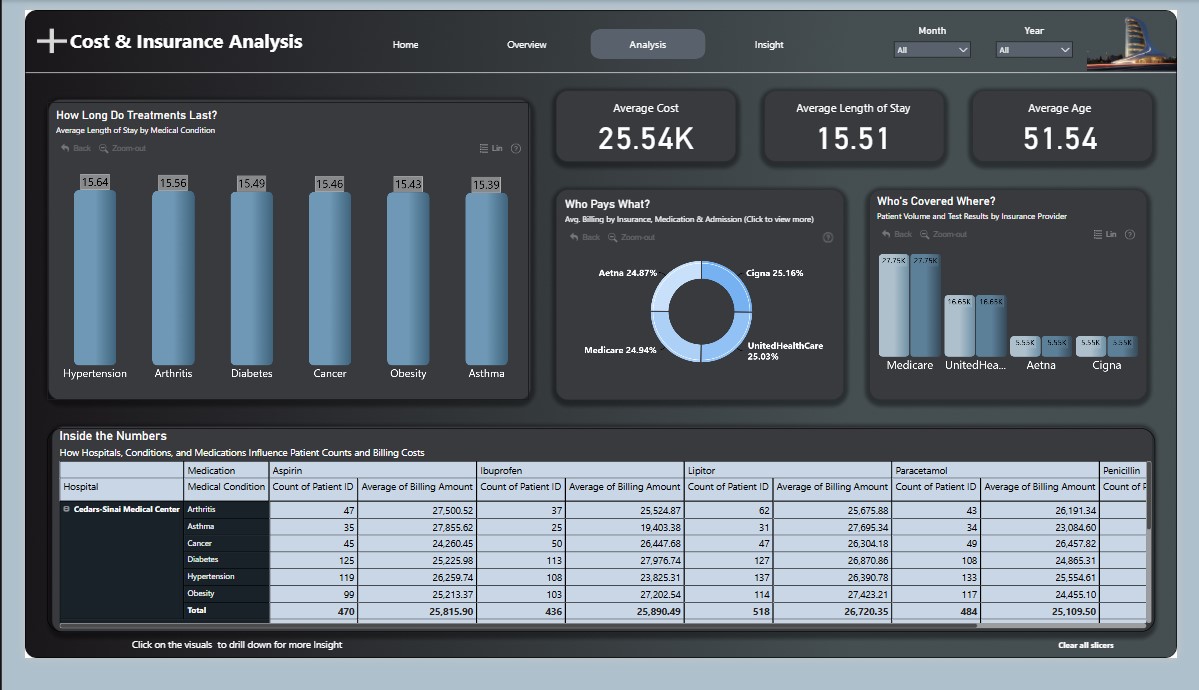 Cost & Insurance Analysis
Home
Overview
Analysis
Insight
Month
All
Year
All
How Long Do Treatments Last?
Average Length of Stay by Medical Condition
Back Zoom-out
Lin ?
15.64 15.56 15.49 15.46 15.43 15.39
Hypertension Arthritis Diabetes Cancer Obesity Asthma
Average Cost
25.54K
Average Length of Stay
15.51
Average Age
51.54
Who Pays What?
Avg. Billing by Insurance, Medication & Admission (Click to view more)
Back Zoom-out ?
Aetna 24.87%
Cigna 25.16%
Medicare 24.94%
UnitedHealthCare
25.03%
Who's Covered Where?
Patient Volume and Test Results by Insurance Provider
Back Zoom-out
Lin ?
27.75K 27.75K
16.65K 16.65K
5.55K 5.55K 5.55K 5.55K
Medicare UnitedHea... Aetna Cigna
Inside the Numbers
How Hospitals, Conditions, and Medications Influence Patient Counts and Billing Costs
Medication Aspirin Ibuprofen Lipitor Paracetamol Penicillin
Hospital Medical Condition Count of Patient ID Average of Billing Amount Count of Patient ID Average of Billing Amount Count of Patient ID Average of Billing Amount Count of Patient ID Average of Billing Amount Count of P
Cedars-Sinai Medical Center Arthritis 47 27,500.52 37 25,524.87 62 25,675.88 43 26,191.34
Asthma 35 27,855.62 25 19,403.38 31 27,695.34 34 23,084.60
Cancer 45 24,260.45 50 26,447.68 47 26,304.18 49 26,457.82
Diabetes 125 25,225.98 113 27,976.74 127 26,870.86 108 24,865.31
Hypertension 119 26,259.74 108 23,825.31 137 26,390.78 133 25,554.61
Obesity 99 25,213.37 103 27,202.54 114 27,423.21 117 24,455.10
Total 470 25,815.90 436 25,890.49 518 26,720.35 484 25,109.50
Click on the visuals to drill down for more Insight
Clear all slicers